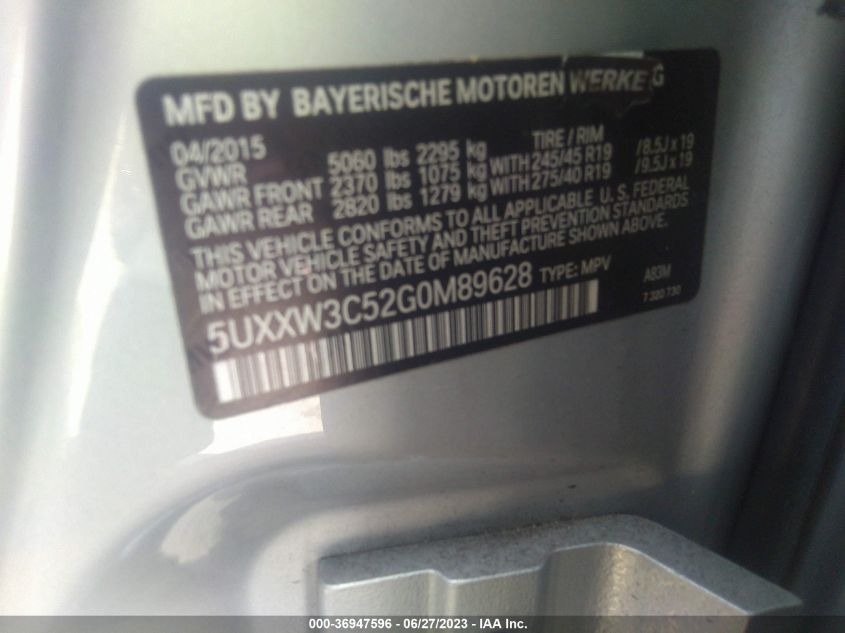 MFD BY BAYERISCHE MOTOREN WERKE G
04/2015 TIRE / RIM
GVWR 5060 lbs 2295 kg
GAWR FRONT 2370 lbs 1075 kg WITH 245/45 R19 /8.5J x 19
GAWR REAR 2820 lbs 1279 kg WITH 275/40 R19 /9.5J x 19
THIS VEHICLE CONFORMS TO ALL APPLICABLE U. S. FEDERAL
MOTOR VEHICLE SAFETY AND THEFT PREVENTION STANDARDS
IN EFFECT ON THE DATE OF MANUFACTURE SHOWN ABOVE.
5UXXW3C52G0M89628 TYPE: MPV A83M
7 320 730
000-36947596 / 06/27/2023 - IAA Inc.